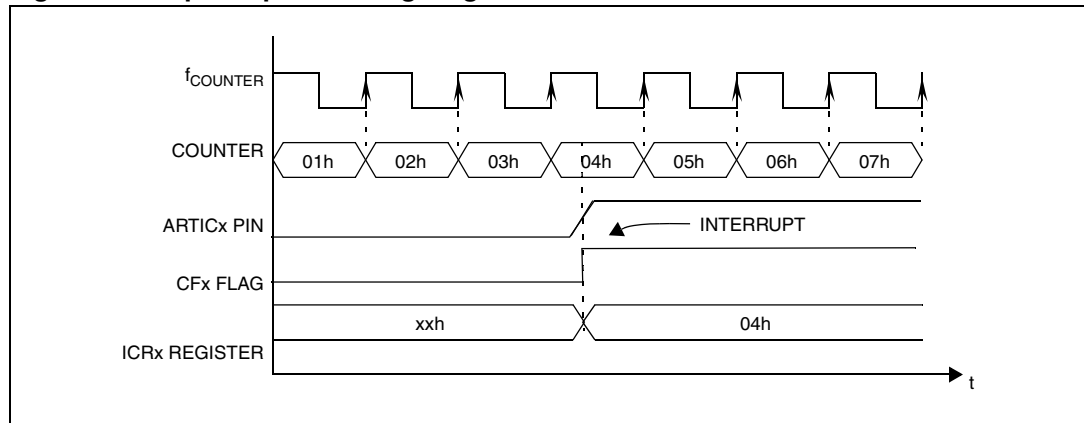 fCOUNTER
COUNTER
01h 02h 03h 04h 05h 06h 07h
ARTICx PIN
INTERRUPT
CFx FLAG
xxh 04h
ICRx REGISTER
t